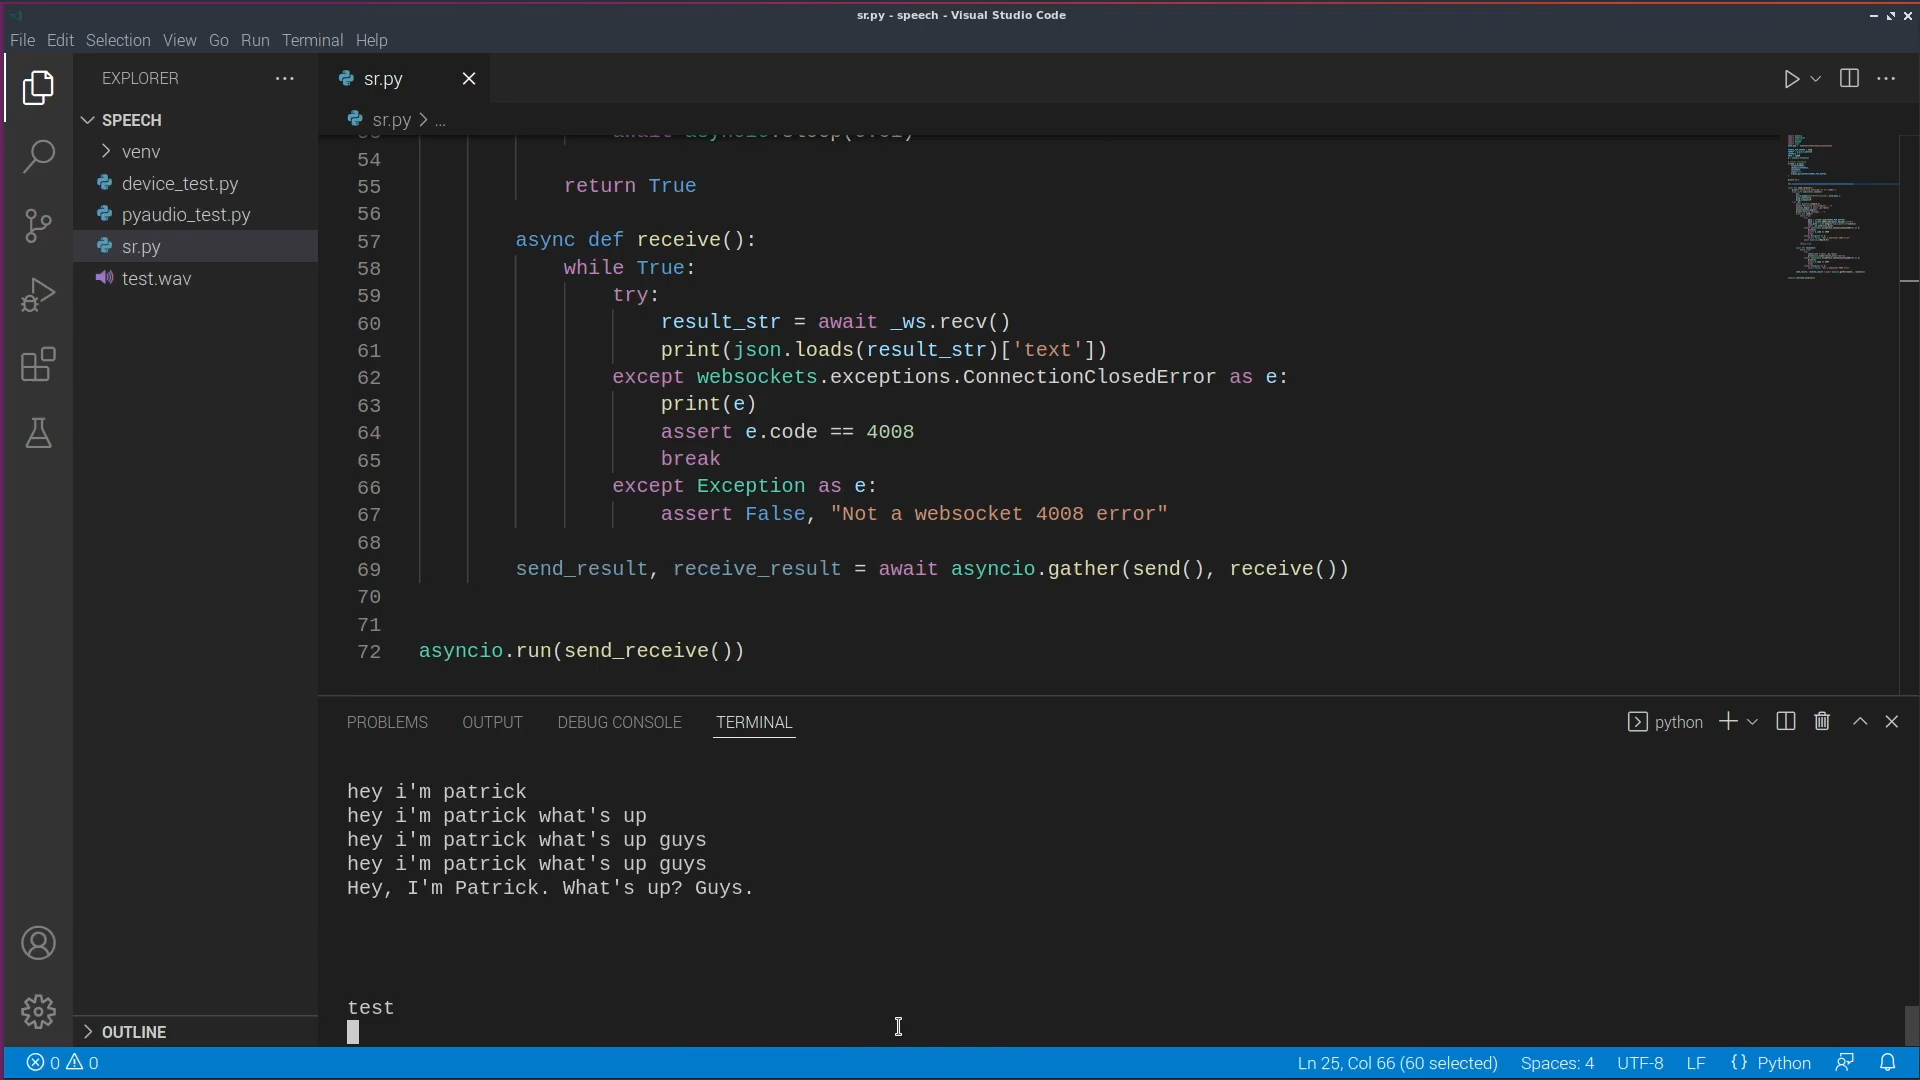 sr.py - speech - Visual Studio Code
File Edit Selection View Go Run Terminal Help
EXPLORER
SPEECH
venv
device_test.py
pyaudio_test.py
sr.py
test.wav
OUTLINE
sr.py
sr.py > ...
54
55 return True
56
57 async def receive():
58 while True:
59 try:
60 result_str = await _ws.recv()
61 print(json.loads(result_str)['text'])
62 except websockets.exceptions.ConnectionClosedError as e:
63 print(e)
64 assert e.code == 4008
65 break
66 except Exception as e:
67 assert False, "Not a websocket 4008 error"
68
69 send_result, receive_result = await asyncio.gather(send(), receive())
70
71
72 asyncio.run(send_receive())
PROBLEMS OUTPUT DEBUG CONSOLE TERMINAL
python
hey i'm patrick
hey i'm patrick what's up
hey i'm patrick what's up guys
hey i'm patrick what's up guys
Hey, I'm Patrick. What's up? Guys.
test
0 0
Ln 25, Col 66 (60 selected) Spaces: 4 UTF-8 LF {} Python